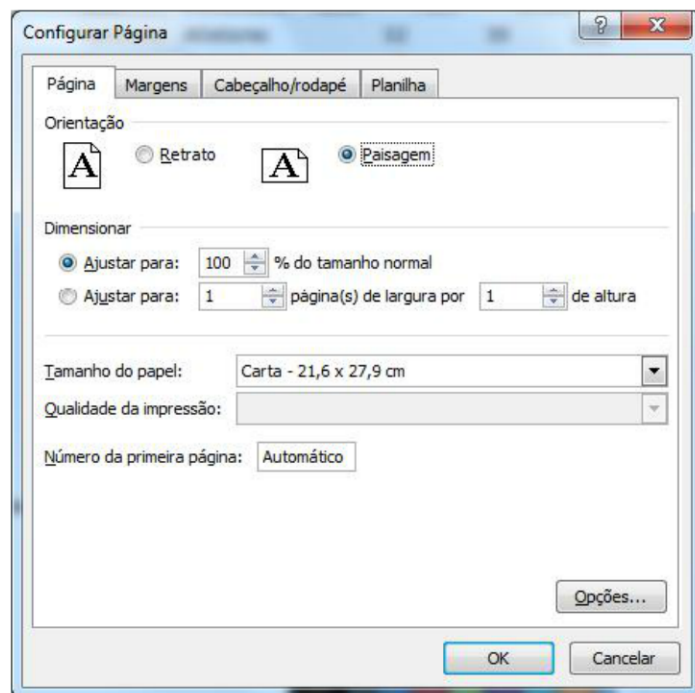 Configurar Página
Página Margens Cabeçalho/rodapé Planilha
Orientação
A Retrato A Paisagem
Dimensionar
Ajustar para: 100 % do tamanho normal
Ajustar para: 1 página(s) de largura por 1 de altura
Tamanho do papel: Carta - 21,6 x 27,9 cm
Qualidade da impressão:
Número da primeira página: Automático
Opções...
OK Cancelar